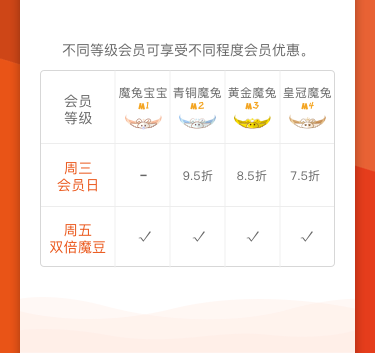 不同等级会员可享受不同程度会员优惠。
会员等级 魔兔宝宝 青铜魔兔 黄金魔兔 皇冠魔兔
M1 M2 M3 M4
周三会员日 - 9.5折 8.5折 7.5折
周五双倍魔豆 ✓ ✓ ✓ ✓